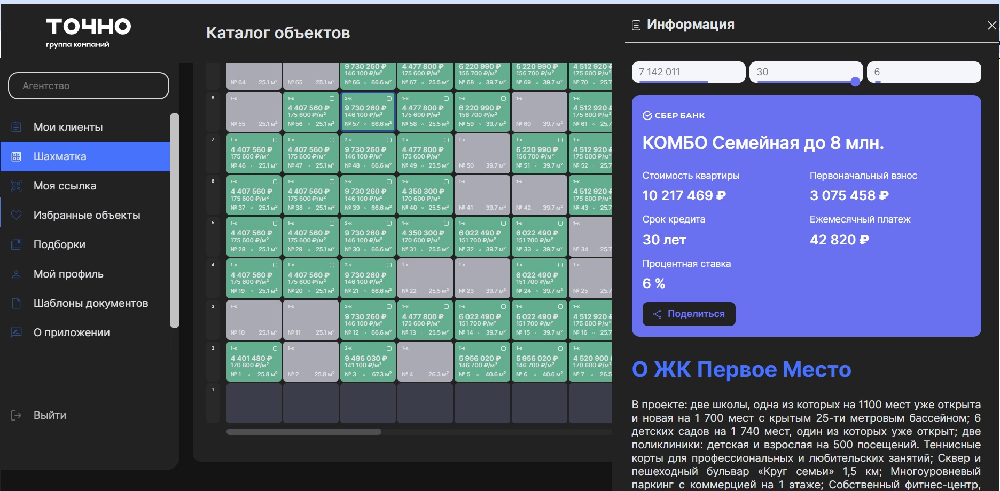 ТОЧНО
группа компаний
Агентство
Мои клиенты
Шахматка
Моя ссылка
Избранные объекты
Подборки
Мой профиль
Шаблоны документов
О приложении
Выйти
Каталог объектов
9 730 260 ₽ 4 477 800 ₽ 6 220 990 ₽ 6 220 990 ₽ 4 512 920
146 100 ₽/м² 175 600 ₽/м² 156 700 ₽/м² 156 700 ₽/м² 175 600 ₽
№ 64 25.1 м² № 65 25.1 м² № 66 66.6 м² № 67 25.5 м² № 68 39.7 м² № 69 39.7 м² № 70 25.7
8 1-к 1-к 2-к 1-к 1-к 1-к 1-к
4 407 560 ₽ 9 730 260 ₽ 4 477 800 ₽ 6 220 990 ₽ 4 512 920
175 600 ₽/м² 146 100 ₽/м² 175 600 ₽/м² 156 700 ₽/м² 175 600 ₽
№ 55 25.1 м² № 56 25.1 м² № 57 66.6 м² № 58 25.5 м² № 59 39.7 м² № 60 39.7 м² № 61 25.7
7 1-к 1-к 2-к 1-к 1-к 1-к 1-к
4 407 560 ₽ 4 407 560 ₽ 9 730 260 ₽ 4 477 800 ₽ 6 220 990 ₽ 4 512 920
175 600 ₽/м² 175 600 ₽/м² 146 100 ₽/м² 175 600 ₽/м² 156 700 ₽/м² 175 600 ₽
№ 46 25.1 м² № 47 25.1 м² № 48 66.6 м² № 49 25.5 м² № 50 39.7 м² № 51 39.7 м² № 52 25.7
6 1-к 1-к 2-к 1-к 1-к 1-к 1-к
4 407 560 ₽ 4 407 560 ₽ 9 730 260 ₽ 4 350 300 ₽ 4 512 920
175 600 ₽/м² 175 600 ₽/м² 146 100 ₽/м² 170 600 ₽/м² 175 600 ₽
№ 37 25.1 м² № 38 25.1 м² № 39 66.6 м² № 40 25.5 м² № 41 39.7 м² № 42 39.7 м² № 43 25.7
5 1-к 1-к 2-к 1-к 1-к 1-к 1-к
4 407 560 ₽ 4 407 560 ₽ 9 730 260 ₽ 4 350 300 ₽ 6 022 490 ₽ 6 022 490 ₽
175 600 ₽/м² 175 600 ₽/м² 146 100 ₽/м² 170 600 ₽/м² 151 700 ₽/м² 151 700 ₽/м²
№ 28 25.1 м² № 29 25.1 м² № 30 66.6 м² № 31 25.5 м² № 32 39.7 м² № 33 39.7 м² № 34 25.7
4 1-к 1-к 2-к 1-к 1-к 1-к 1-к
4 407 560 ₽ 4 407 560 ₽ 9 730 260 ₽ 6 022 490 ₽
175 600 ₽/м² 175 600 ₽/м² 146 100 ₽/м² 151 700 ₽/м²
№ 19 25.1 м² № 20 25.1 м² № 21 66.6 м² № 22 25.5 м² № 23 39.7 м² № 24 39.7 м² № 25 25.7
3 1-к 1-к 2-к 1-к 1-к 1-к 1-к
9 730 260 ₽ 4 477 800 ₽ 6 022 490 ₽ 6 022 490 ₽ 4 512 920
146 100 ₽/м² 175 600 ₽/м² 151 700 ₽/м² 151 700 ₽/м² 175 600 ₽
№ 10 25.1 м² № 11 25.1 м² № 12 66.6 м² № 13 25.5 м² № 14 39.7 м² № 15 39.7 м² № 16 25.7
2 1-к 1-к 2-к 1-к 1-к 1-к 1-к
4 401 480 ₽ 9 496 030 ₽ 5 956 020 ₽ 5 956 020 ₽ 4 520 900
170 600 ₽/м² 141 100 ₽/м² 146 700 ₽/м² 146 700 ₽/м² 170 600 ₽
№ 1 25.8 м² № 2 25.8 м² № 3 67.3 м² № 4 26.3 м² № 5 40.6 м² № 6 40.6 м² № 7 26.5
1
Информация
7 142 011 30 6
СБЕР БАНК
КОМБО Семейная до 8 млн.
Стоимость квартиры Первоначальный взнос
10 217 469 ₽ 3 075 458 ₽
Срок кредита Ежемесячный платеж
30 лет 42 820 ₽
Процентная ставка
6 %
Поделиться
О ЖК Первое Место
В проекте: две школы, одна из которых на 1100 мест уже открыта
и новая на 1 700 мест с крытым 25-ти метровым бассейном; 6
детских садов на 1 740 мест, один из которых уже открыт; две
поликлиники: детская и взрослая на 500 посещений. Теннисные
корты для профессиональных и любительских занятий; Сквер и
пешеходный бульвар «Круг семьи» 1,5 км; Многоуровневый
паркинг с коммерцией на 1 этаже; Собственный фитнес-центр,